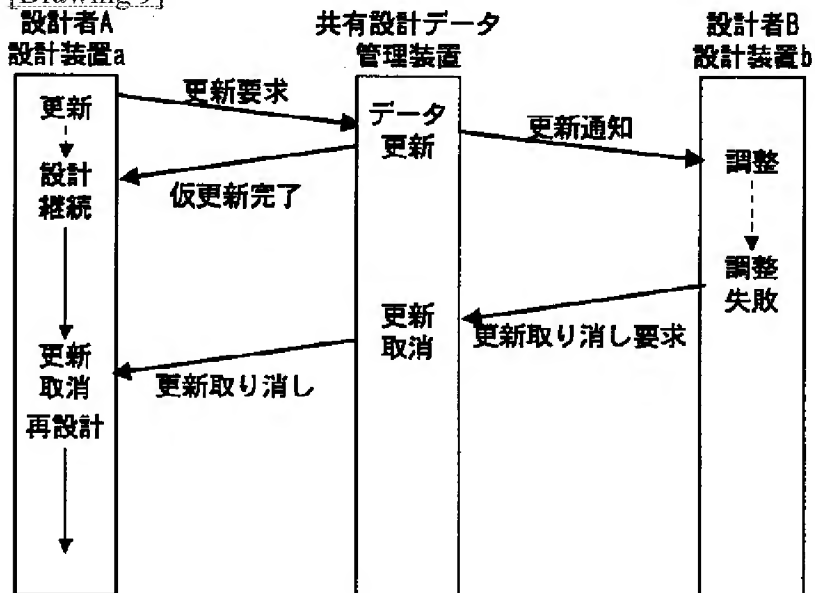 [Drawing 9]
設計者A
設計装置a
共有設計データ
管理装置
設計者B
設計装置b
更新
更新要求
データ
更新
更新通知
調整
設計
継続
仮更新完了
調整
失敗
更新取り消し要求
更新
取消
更新取り消し
更新
取消
再設計